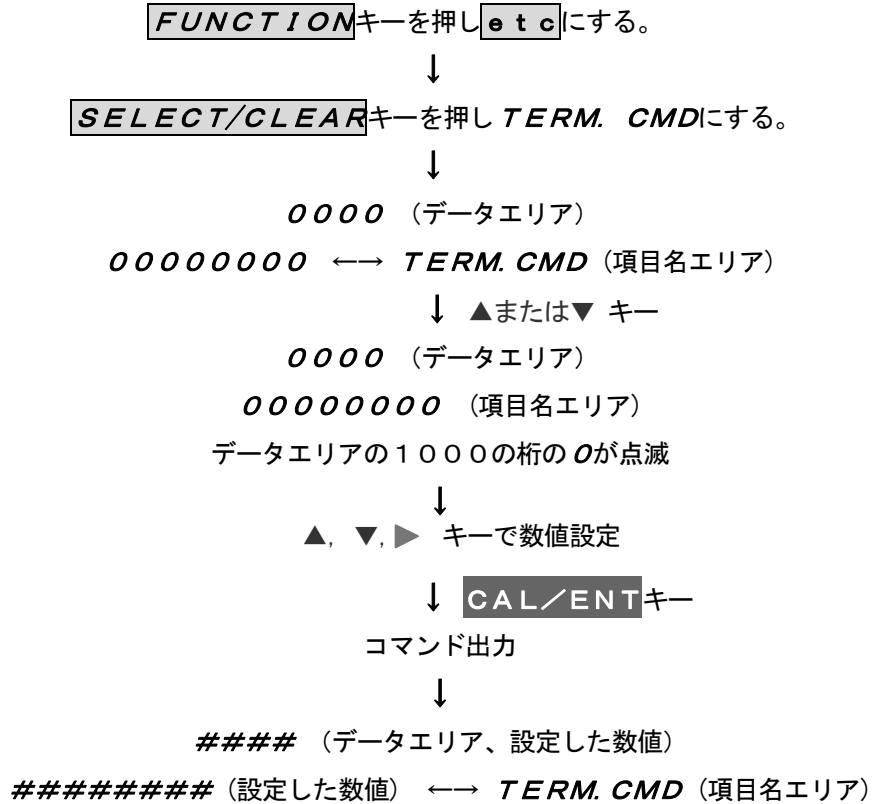 FUNCTIONキーを押しetcにする。
↓
SELECT/CLEARキーを押しTERM. CMDにする。
↓
0000 (データエリア)
00000000 ←→ TERM. CMD (項目名エリア)
↓ ▲または▼ キー
0000 (データエリア)
00000000 (項目名エリア)
データエリアの1000の桁の0が点滅
↓
▲, ▼, ▶ キーで数値設定
↓ CAL/ENTキー
コマンド出力
↓
#### (データエリア、設定した数値)
######## (設定した数値) ←→ TERM. CMD (項目名エリア)